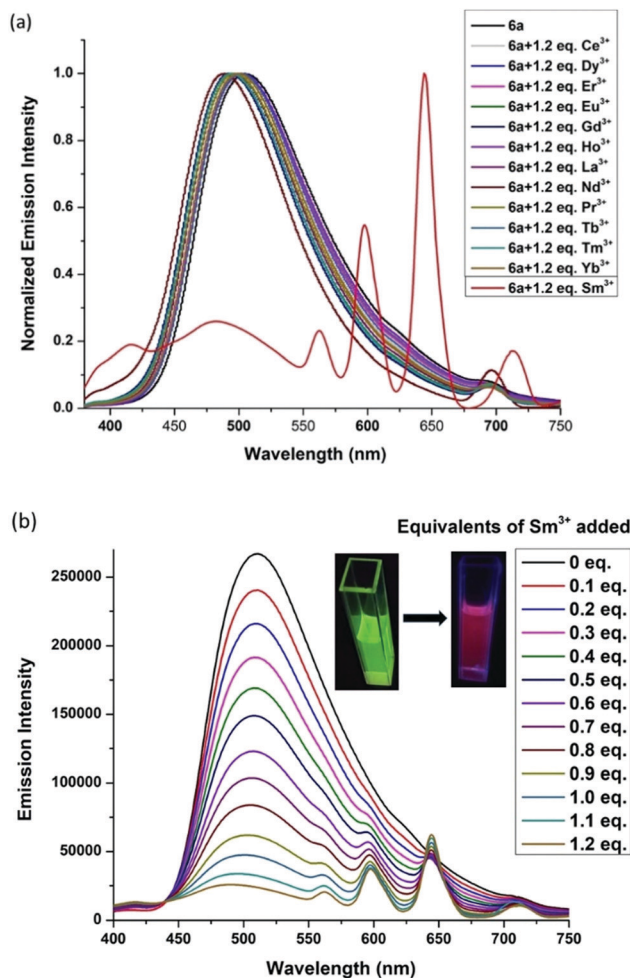 (a)
Normalized Emission Intensity
1.0
0.8
0.6
0.4
0.2
0.0
400 450 500 550 600 650 700 750
Wavelength (nm)
6a
6a+1.2 eq. Ce³⁺
6a+1.2 eq. Dy³⁺
6a+1.2 eq. Er³⁺
6a+1.2 eq. Eu³⁺
6a+1.2 eq. Gd³⁺
6a+1.2 eq. Ho³⁺
6a+1.2 eq. La³⁺
6a+1.2 eq. Nd³⁺
6a+1.2 eq. Pr³⁺
6a+1.2 eq. Tb³⁺
6a+1.2 eq. Tm³⁺
6a+1.2 eq. Yb³⁺
6a+1.2 eq. Sm³⁺
(b)
Equivalents of Sm³⁺ added
Emission Intensity
250000
200000
150000
100000
50000
0
400 450 500 550 600 650 700 750
Wavelength (nm)
0 eq.
0.1 eq.
0.2 eq.
0.3 eq.
0.4 eq.
0.5 eq.
0.6 eq.
0.7 eq.
0.8 eq.
0.9 eq.
1.0 eq.
1.1 eq.
1.2 eq.